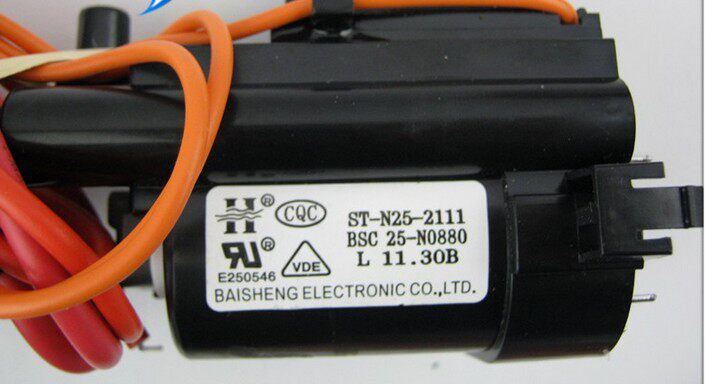 CQC
ST-N25-2111
BSC 25-N0880
L 11.30B
E250546
VDE
BAISHENG ELECTRONIC CO.,LTD.